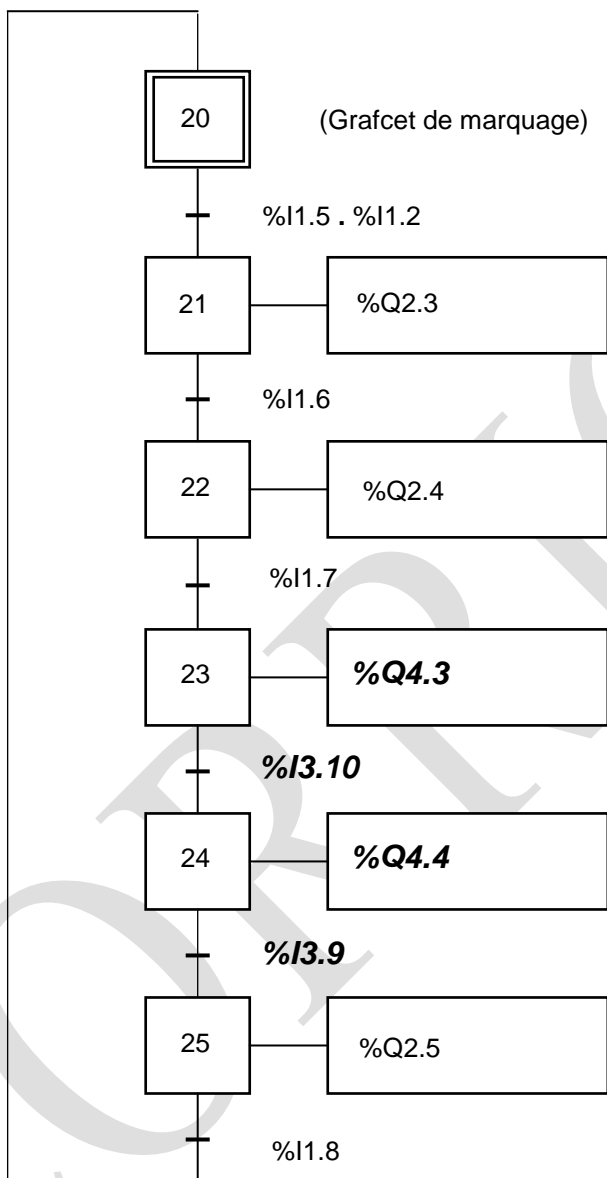 20 (Grafcet de marquage)
%I1.5 . %I1.2
21 %Q2.3
%I1.6
22 %Q2.4
%I1.7
23 %Q4.3
%I3.10
24 %Q4.4
%I3.9
25 %Q2.5
%I1.8